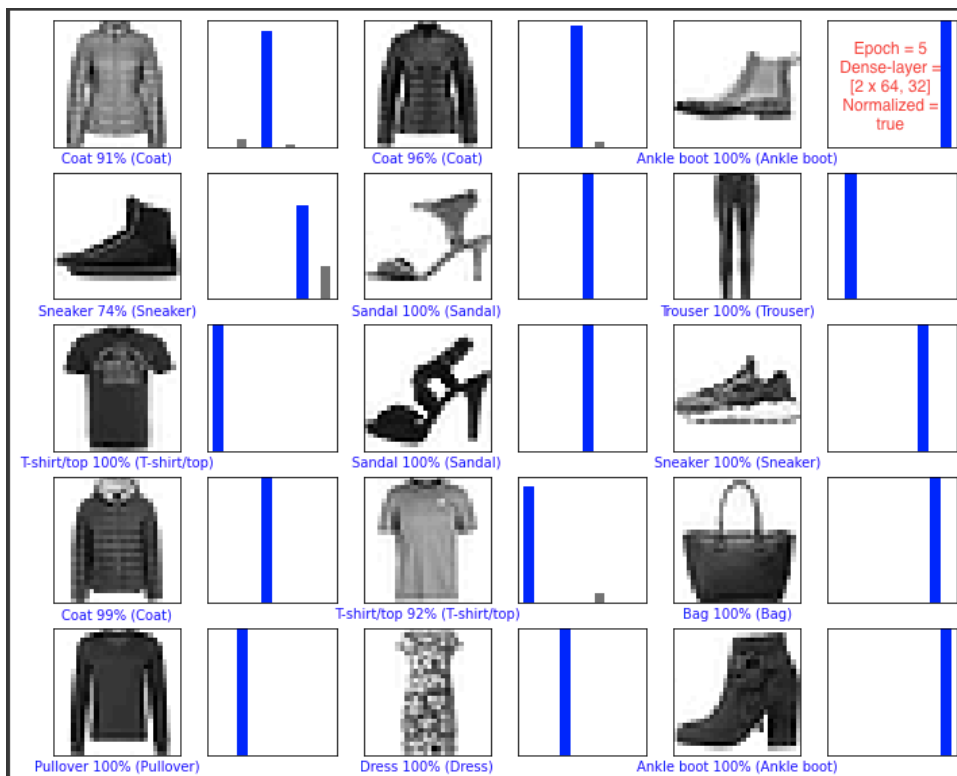 Epoch = 5
Dense-layer =
[2 x 64, 32]
Normalized =
true
Coat 91% (Coat)
Coat 96% (Coat)
Ankle boot 100% (Ankle boot)
Sneaker 74% (Sneaker)
Sandal 100% (Sandal)
Trouser 100% (Trouser)
T-shirt/top 100% (T-shirt/top)
Sandal 100% (Sandal)
Sneaker 100% (Sneaker)
Coat 99% (Coat)
T-shirt/top 92% (T-shirt/top)
Bag 100% (Bag)
Pullover 100% (Pullover)
Dress 100% (Dress)
Ankle boot 100% (Ankle boot)